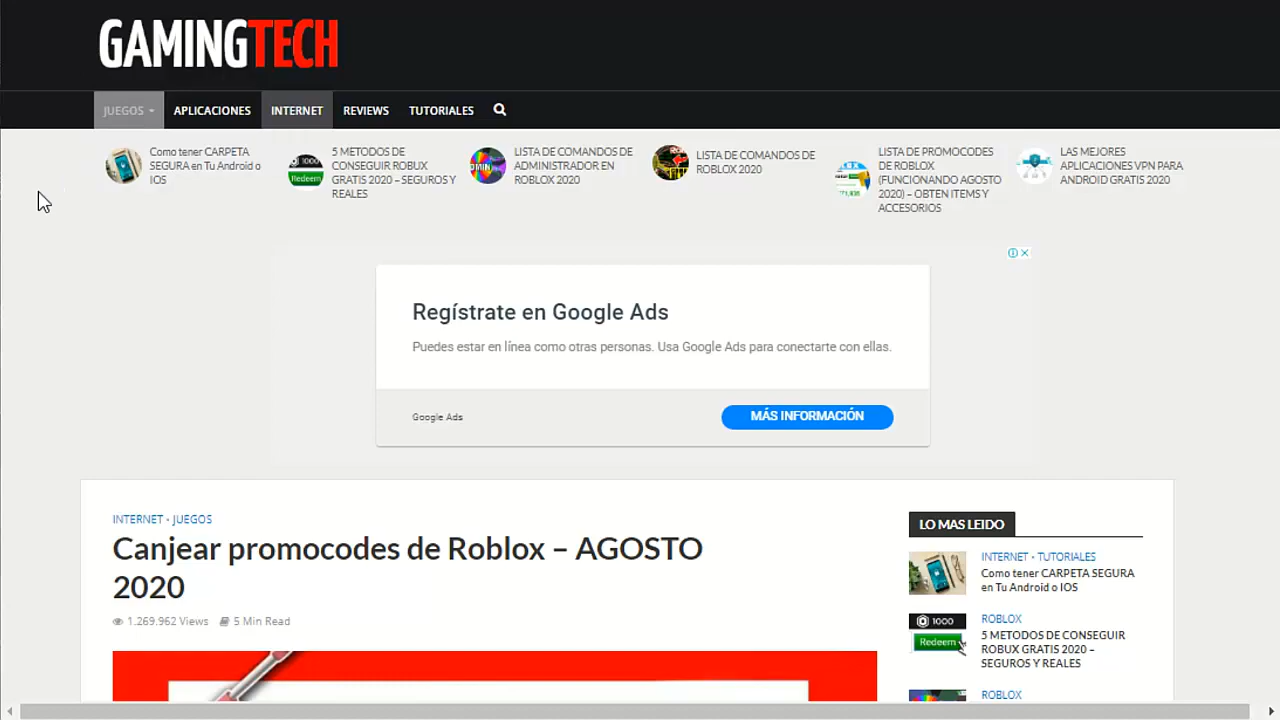 GAMINGTECH
JUEGOS
APLICACIONES
INTERNET
REVIEWS
TUTORIALES
Como tener CARPETA
SEGURA en Tu Android o
IOS
1000
Redeem
5 METODOS DE
CONSEGUIR ROBUX
GRATIS 2020 – SEGUROS Y
REALES
LISTA DE COMANDOS DE
ADMINISTRADOR EN
ROBLOX 2020
LISTA DE COMANDOS DE
ROBLOX 2020
LISTA DE PROMOCODES
DE ROBLOX
(FUNCIONANDO AGOSTO
2020) – OBTEN ITEMS Y
ACCESORIOS
LAS MEJORES
APLICACIONES VPN PARA
ANDROID GRATIS 2020
Regístrate en Google Ads
Puedes estar en línea como otras personas. Usa Google Ads para conectarte con ellas.
Google Ads
MÁS INFORMACIÓN
INTERNET • JUEGOS
Canjear promocodes de Roblox – AGOSTO
2020
1.269.962 Views
5 Min Read
LO MAS LEIDO
INTERNET • TUTORIALES
Como tener CARPETA SEGURA
en Tu Android o IOS
1000
Redeem
ROBLOX
5 METODOS DE CONSEGUIR
ROBUX GRATIS 2020 –
SEGUROS Y REALES
ROBLOX